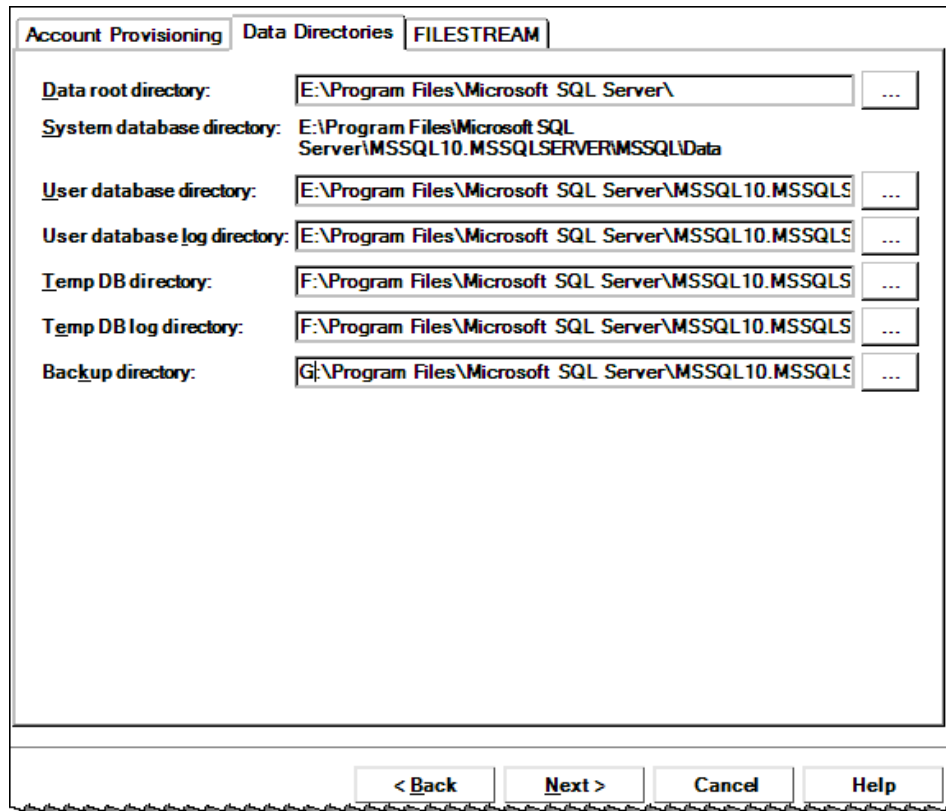 Account Provisioning Data Directories FILESTREAM
Data root directory: E:\Program Files\Microsoft SQL Server\ ...
System database directory: E:\Program Files\Microsoft SQL
Server\MSSQL10.MSSQLSERVER\MSSQL\Data
User database directory: E:\Program Files\Microsoft SQL Server\MSSQL10.MSSQLS ...
User database log directory: E:\Program Files\Microsoft SQL Server\MSSQL10.MSSQLS ...
Temp DB directory: F:\Program Files\Microsoft SQL Server\MSSQL10.MSSQLS ...
Temp DB log directory: F:\Program Files\Microsoft SQL Server\MSSQL10.MSSQLS ...
Backup directory: G:\Program Files\Microsoft SQL Server\MSSQL10.MSSQLS ...
< Back Next > Cancel Help